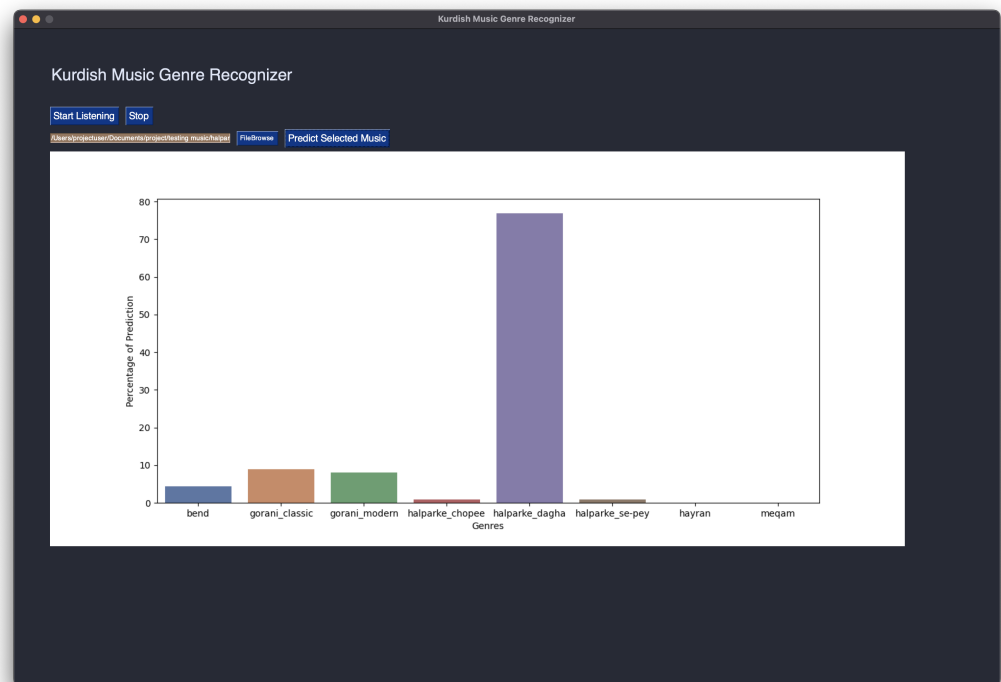 Kurdish Music Genre Recognizer
Kurdish Music Genre Recognizer
Start Listening Stop
/Users/projectuser/Documents/project/testing music/halpar FileBrowse Predict Selected Music
80
70
60
50
40
30
20
10
0
Percentage of Prediction
bend gorani_classic gorani_modern halparke_chopee halparke_dagha halparke_se-pey hayran meqam
Genres